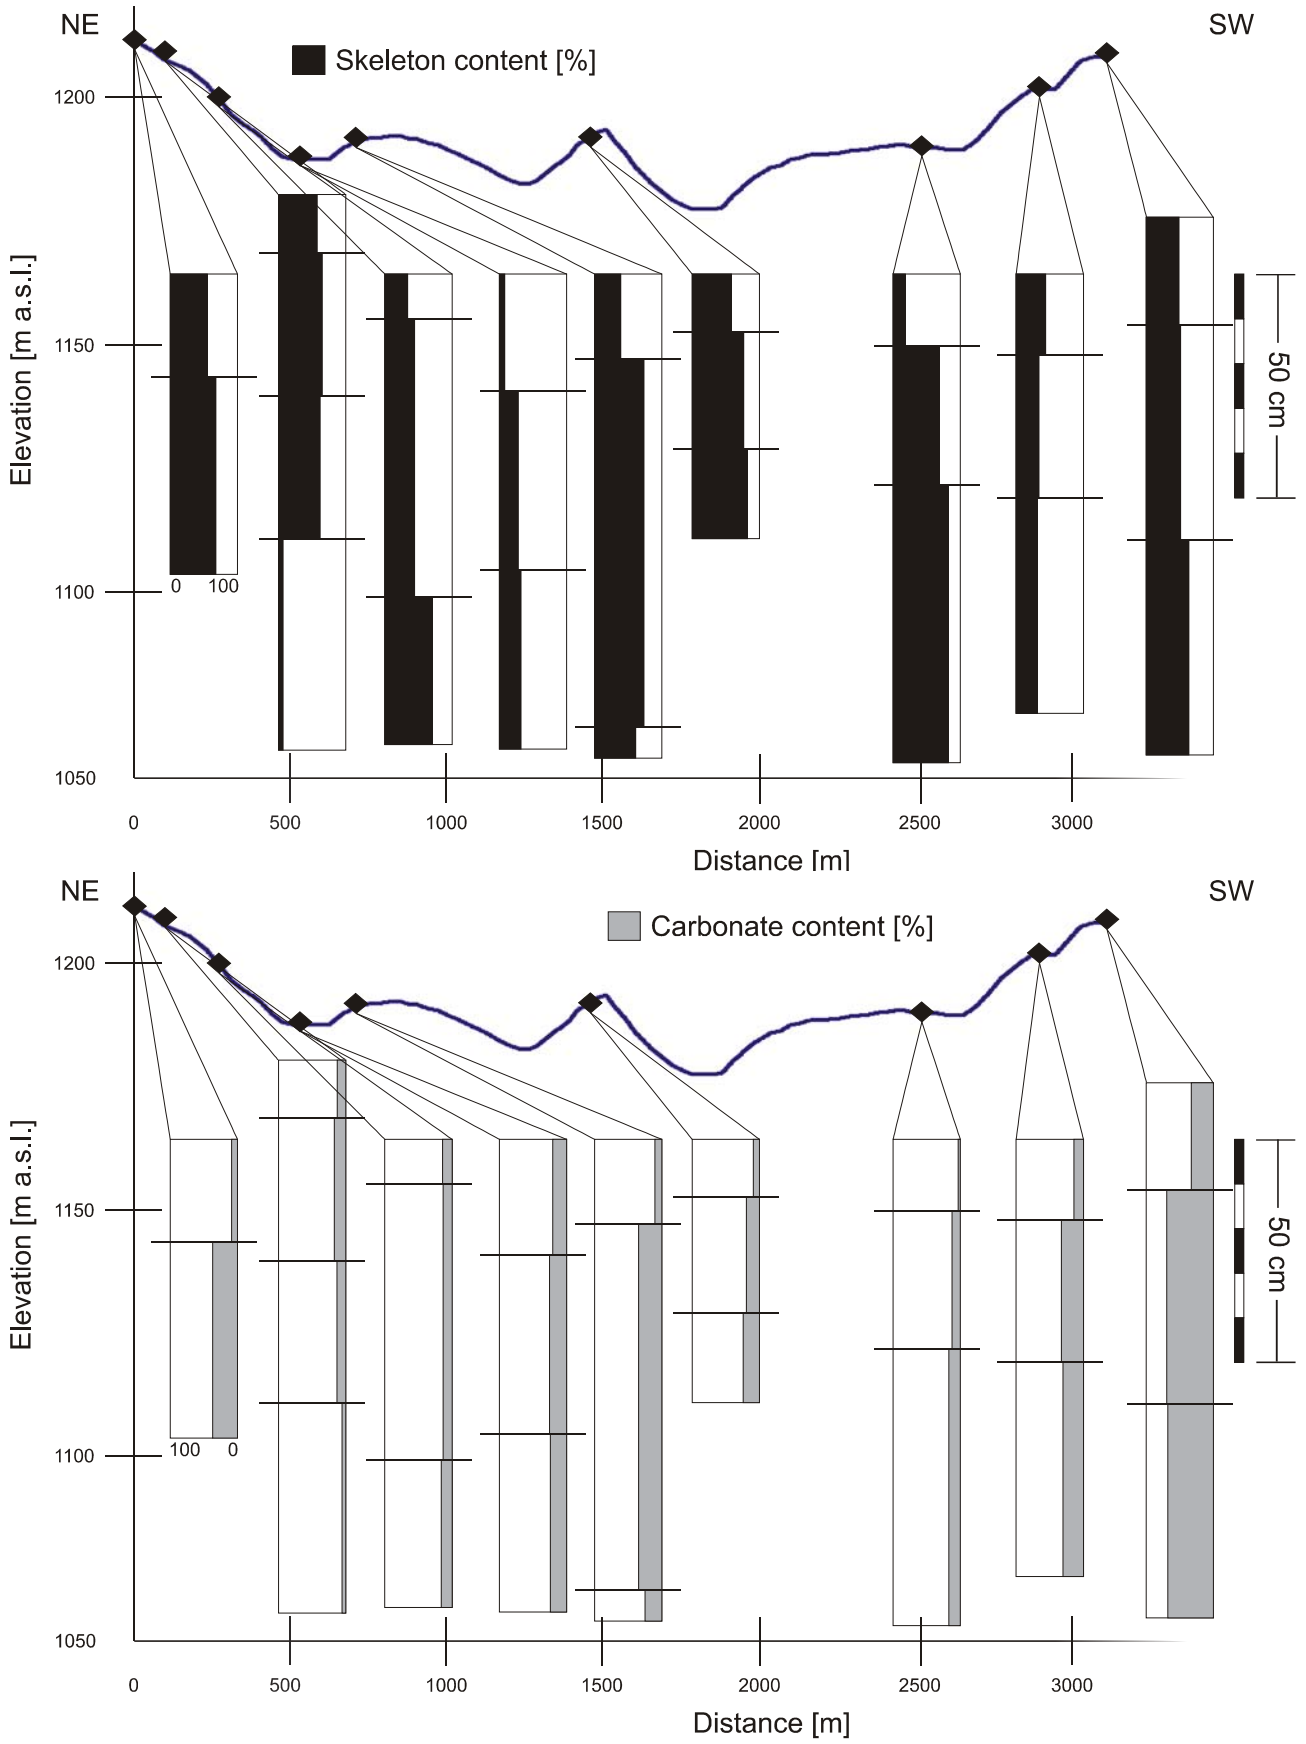 NE
SW
Skeleton content [%]
1200
1150
1100
1050
Elevation [m a.s.l.]
0 100
50 cm
0 500 1000 1500 2000 2500 3000
Distance [m]
NE
SW
Carbonate content [%]
1200
1150
1100
1050
Elevation [m a.s.l.]
100 0
50 cm
0 500 1000 1500 2000 2500 3000
Distance [m]